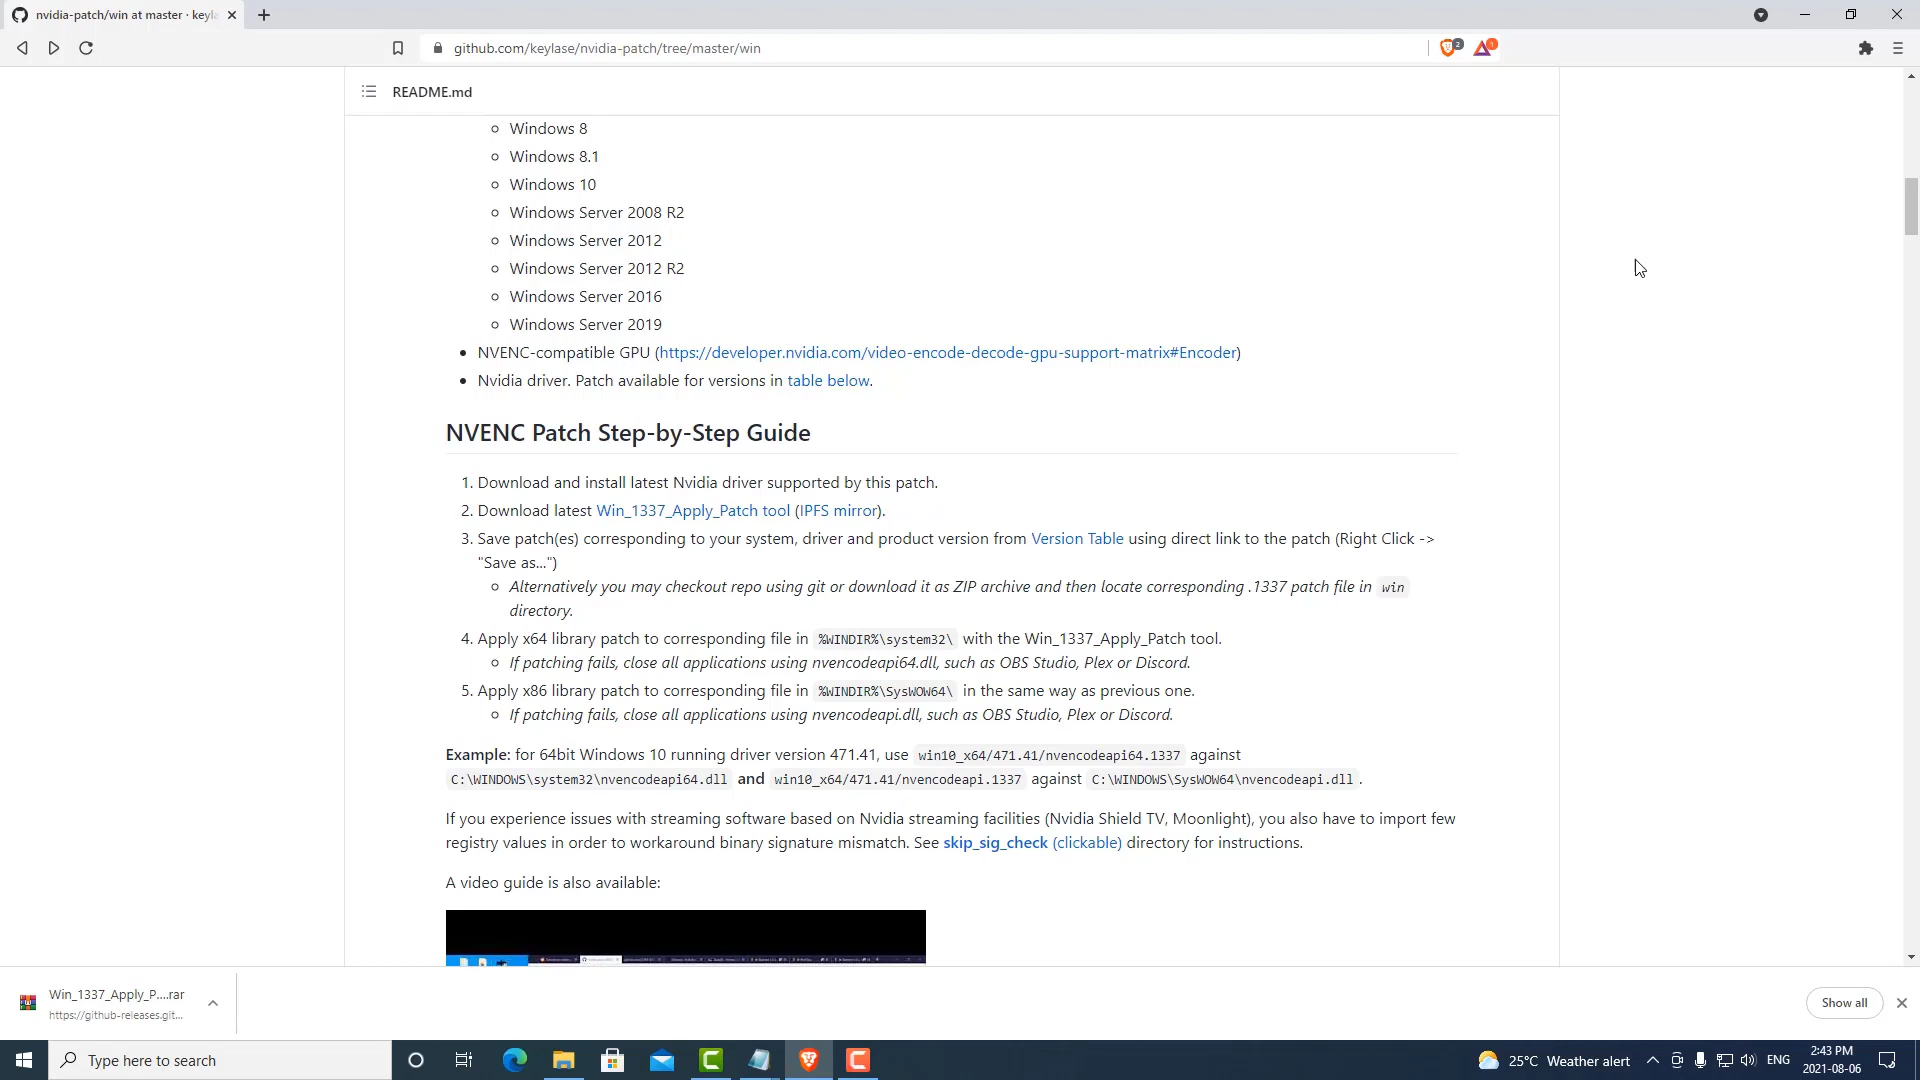 nvidia-patch/win at master · keyla
github.com/keylase/nvidia-patch/tree/master/win
2
1
README.md
Windows 8
Windows 8.1
Windows 10
Windows Server 2008 R2
Windows Server 2012
Windows Server 2012 R2
Windows Server 2016
Windows Server 2019
NVENC-compatible GPU (https://developer.nvidia.com/video-encode-decode-gpu-support-matrix#Encoder)
Nvidia driver. Patch available for versions in table below.
NVENC Patch Step-by-Step Guide
1. Download and install latest Nvidia driver supported by this patch.
2. Download latest Win_1337_Apply_Patch tool (IPFS mirror).
3. Save patch(es) corresponding to your system, driver and product version from Version Table using direct link to the patch (Right Click ->
"Save as...")
Alternatively you may checkout repo using git or download it as ZIP archive and then locate corresponding .1337 patch file in win
directory.
4. Apply x64 library patch to corresponding file in %WINDIR%\system32\ with the Win_1337_Apply_Patch tool.
If patching fails, close all applications using nvencodeapi64.dll, such as OBS Studio, Plex or Discord.
5. Apply x86 library patch to corresponding file in %WINDIR%\SysWOW64\ in the same way as previous one.
If patching fails, close all applications using nvencodeapi.dll, such as OBS Studio, Plex or Discord.
Example: for 64bit Windows 10 running driver version 471.41, use win10_x64/471.41/nvencodeapi64.1337 against
C:\WINDOWS\system32\nvencodeapi64.dll and win10_x64/471.41/nvencodeapi.1337 against C:\WINDOWS\SysWOW64\nvencodeapi.dll.
If you experience issues with streaming software based on Nvidia streaming facilities (Nvidia Shield TV, Moonlight), you also have to import few
registry values in order to workaround binary signature mismatch. See skip_sig_check (clickable) directory for instructions.
A video guide is also available:
Win_1337_Apply_P....rar
https://github-releases.git...
Show all
Type here to search
25°C Weather alert
ENG
2:43 PM
2021-08-06